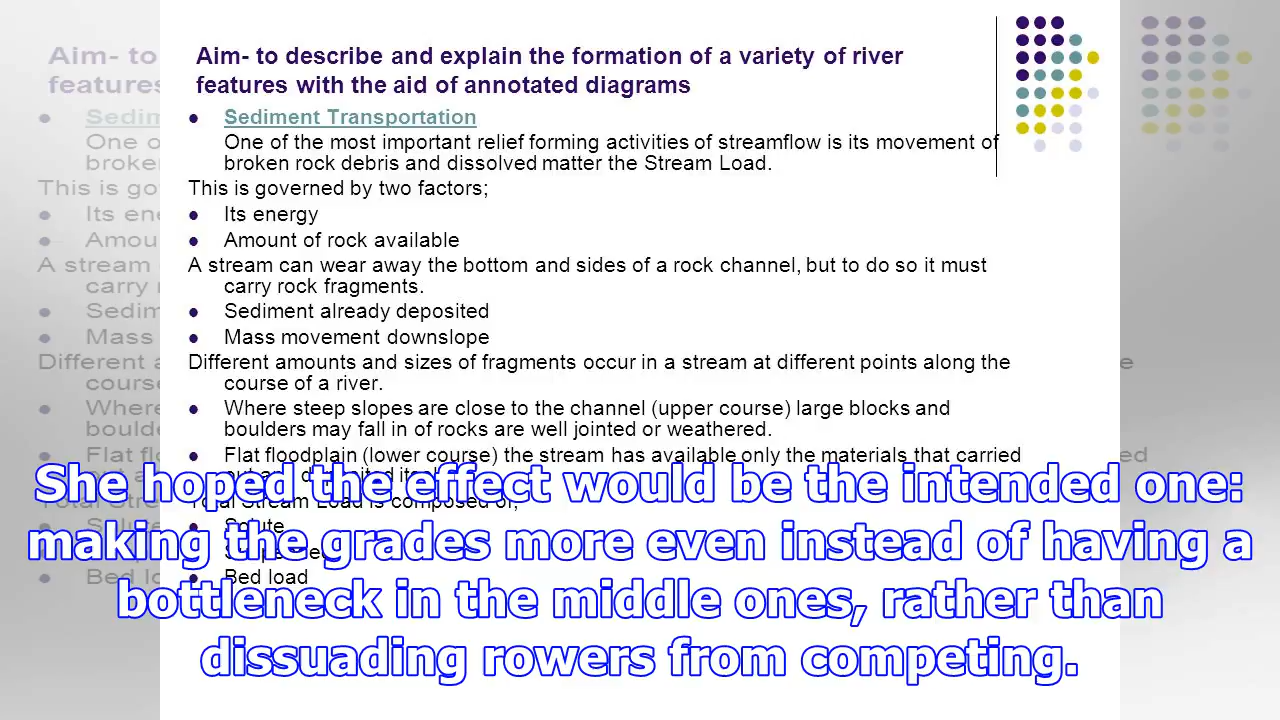 Aim- to describe and explain the formation of a variety of river
features with the aid of annotated diagrams
Sediment Transportation
One of the most important relief forming activities of streamflow is its movement of
broken rock debris and dissolved matter the Stream Load.
This is governed by two factors;
Its energy
Amount of rock available
A stream can wear away the bottom and sides of a rock channel, but to do so it must
carry rock fragments.
Sediment already deposited
Mass movement downslope
Different amounts and sizes of fragments occur in a stream at different points along the
course of a river.
Where steep slopes are close to the channel (upper course) large blocks and
boulders may fall in of rocks are well jointed or weathered.
Flat floodplain (lower course) the stream has available only the materials that carried
Total Stream Load is composed of;
Solute
Bed load
She hoped the effect would be the intended one:
making the grades more even instead of having a
bottleneck in the middle ones, rather than
dissuading rowers from competing.